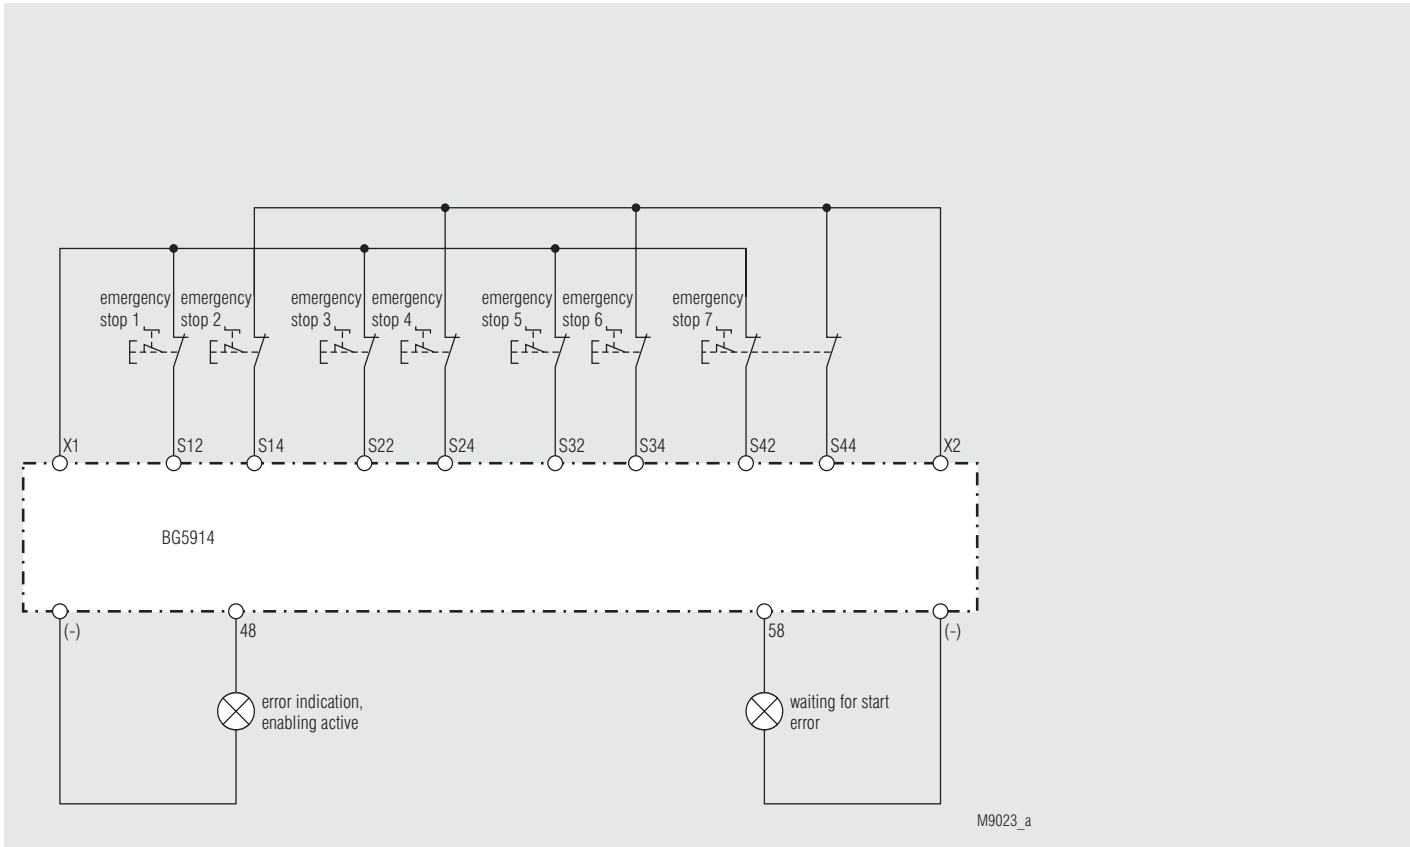 emergency stop 1
emergency stop 2
emergency stop 3
emergency stop 4
emergency stop 5
emergency stop 6
emergency stop 7
X1
S12
S14
S22
S24
S32
S34
S42
S44
X2
BG5914
(-)
48
58
(-)
error indication,
enabling active
waiting for start
error
M9023_a